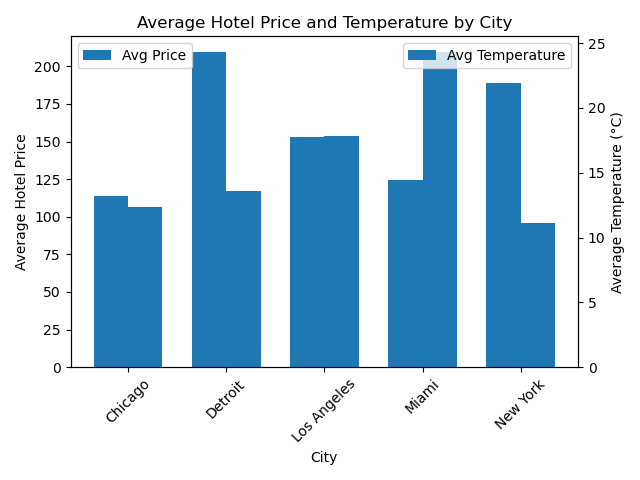 Average Hotel Price and Temperature by City
Avg Price
Avg Temperature
Average Hotel Price
200
175
150
125
100
75
50
25
0
25
20
15
10
5
0
Average Temperature (°C)
Chicago
Detroit
Los Angeles
Miami
New York
City